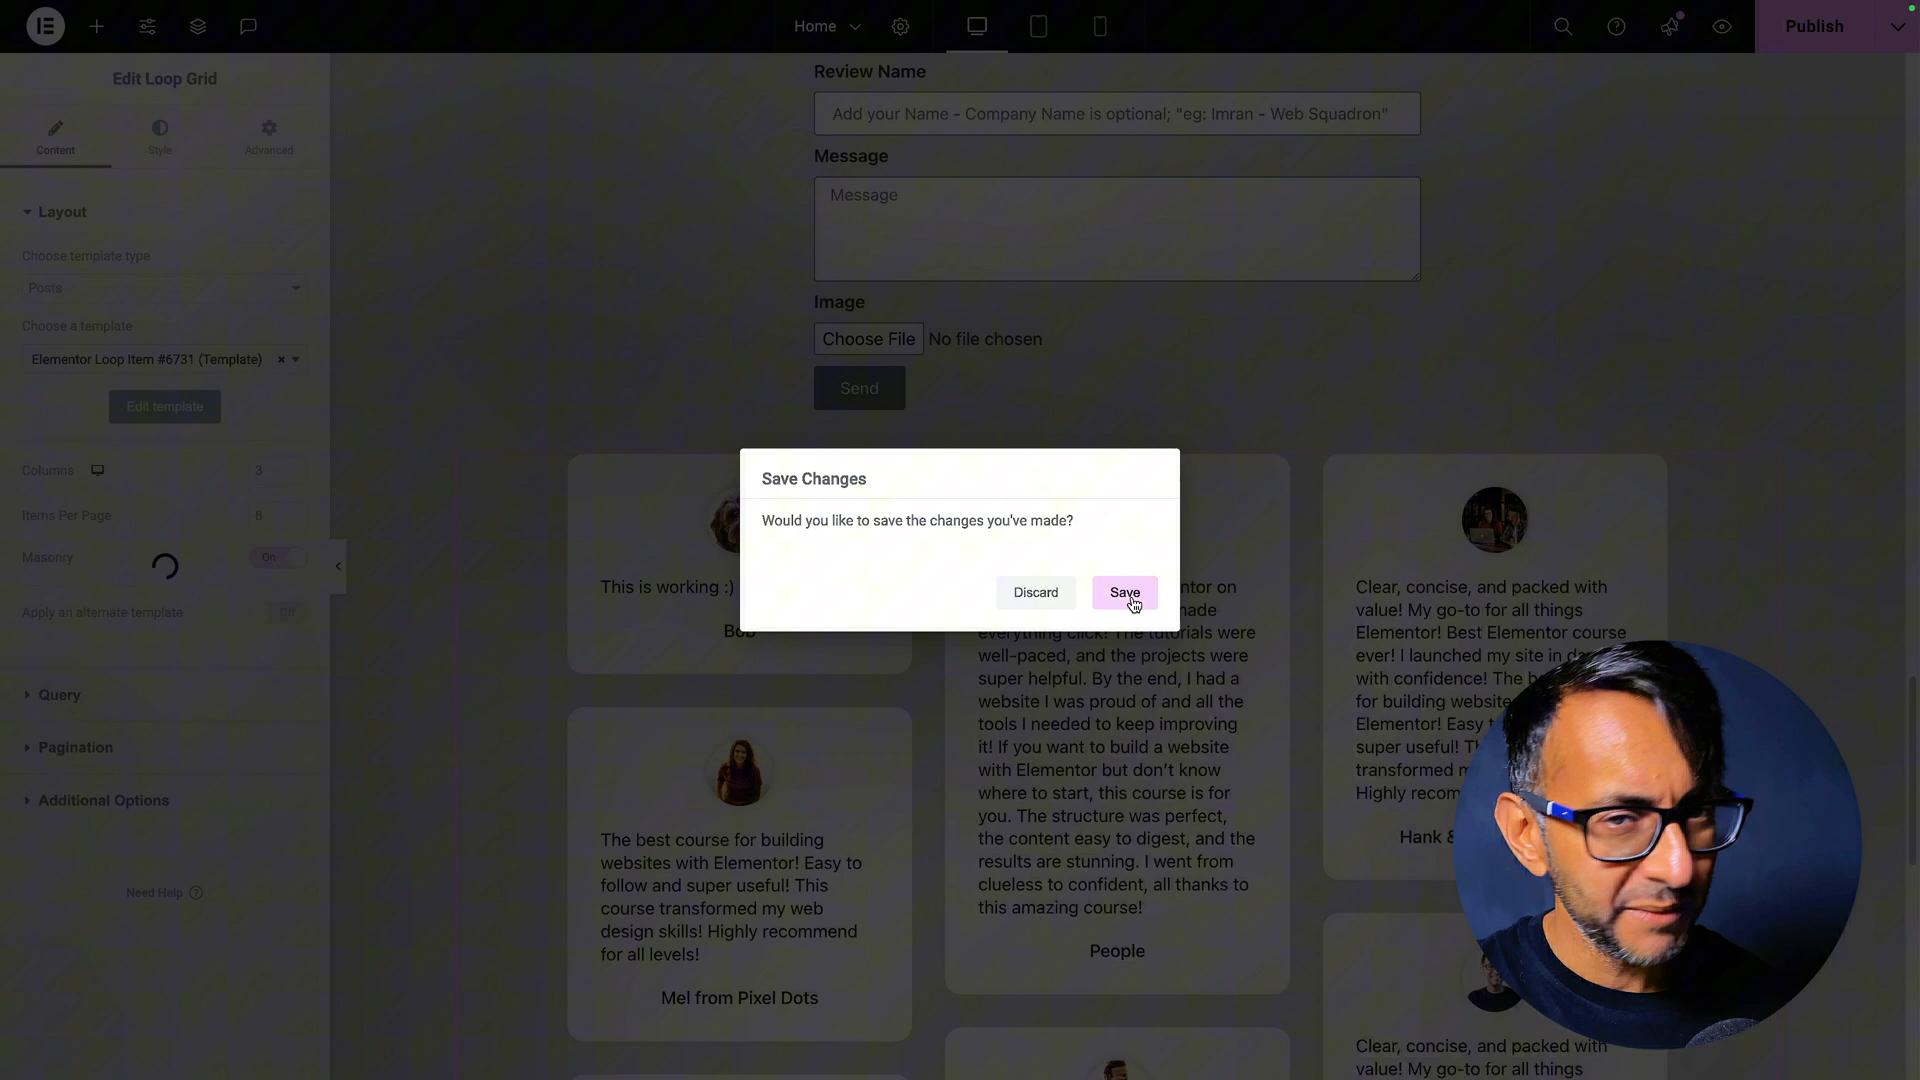 Home
Publish
Edit Loop Grid
Content
Style
Advanced
Layout
Choose template type
Posts
Choose a template
Elementor Loop Item #6731 (Template)
Edit template
Columns
3
Items Per Page
8
Masonry
On
Apply an alternate template
Off
Query
Pagination
Additional Options
Need Help
Review Name
Add your Name - Company Name is optional; "eg: Imran - Web Squadron"
Message
Message
Image
Choose File No file chosen
Send
Save Changes
Would you like to save the changes you've made?
Discard
Save
This is working :)
Bob
The best course for building
websites with Elementor! Easy to
follow and super useful! This
course transformed my web
design skills! Highly recommend
for all levels!
Mel from Pixel Dots
everything click! The tutorials were
well-paced, and the projects were
super helpful. By the end, I had a
website I was proud of and all the
tools I needed to keep improving
it! If you want to build a website
with Elementor but don't know
where to start, this course is for
you. The structure was perfect,
the content easy to digest, and the
results are stunning. I went from
clueless to confident, all thanks to
this amazing course!
People
Clear, concise, and packed with
value! My go-to for all things
Elementor! Best Elementor course
ever! I launched my site in
with confidence! The
for building website
Elementor! Easy
super useful!
transformed
Highly
Hank &
Clear, concise, and packed with
value! My go-to for all things